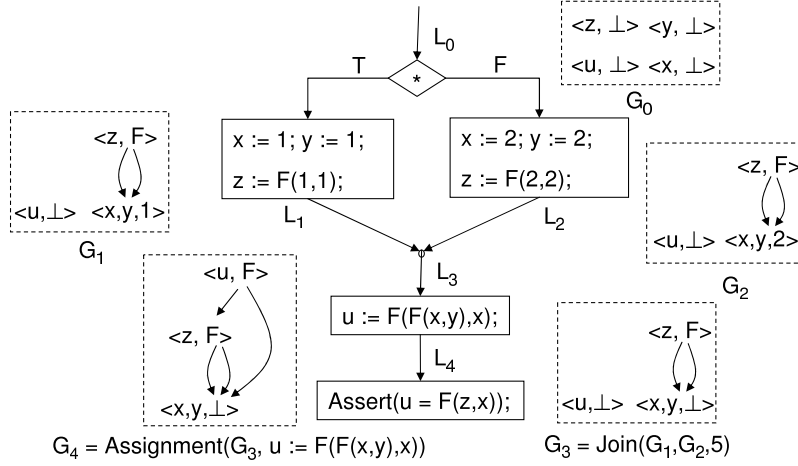 L0
<z, ⊥> <y, ⊥>
<u, ⊥> <x, ⊥>
G0
T
*
F
x := 1; y := 1;
z := F(1,1);
L1
x := 2; y := 2;
z := F(2,2);
L2
<z, F>
<u,⊥> <x,y,1>
G1
<z, F>
<u,⊥> <x,y,2>
G2
L3
u := F(F(x,y),x);
L4
Assert(u = F(z,x));
<u, F>
<z, F>
<x,y,⊥>
G4 = Assignment(G3, u := F(F(x,y),x))
<z, F>
<u,⊥> <x,y,⊥>
G3 = Join(G1,G2,5)